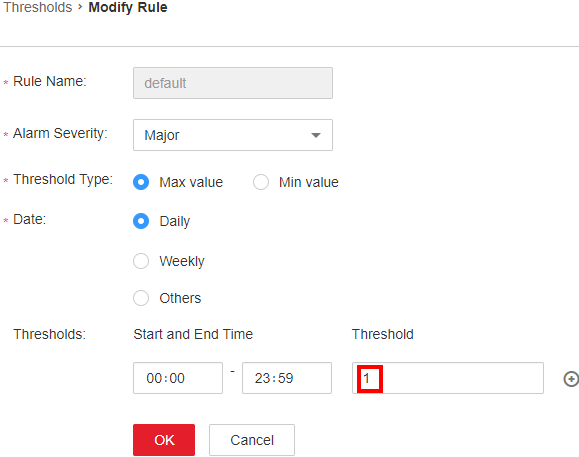 Thresholds › Modify Rule
* Rule Name: default
* Alarm Severity: Major
* Threshold Type: Max value Min value
* Date: Daily
Weekly
Others
Thresholds: Start and End Time Threshold
00:00 - 23:59 1
OK Cancel